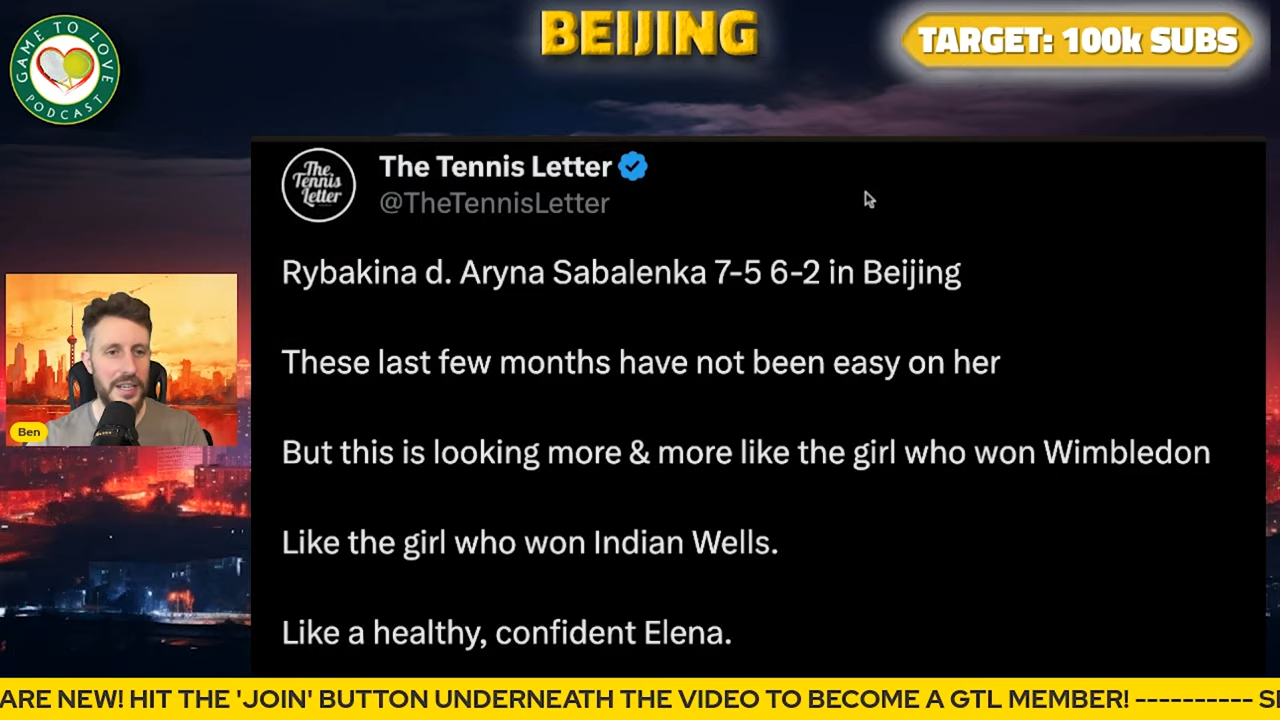 GAME TO LOVE
PODCAST
BEIJING
TARGET: 100k SUBS
The Tennis Letter
The Tennis Letter
@TheTennisLetter
Rybakina d. Aryna Sabalenka 7-5 6-2 in Beijing
These last few months have not been easy on her
But this is looking more & more like the girl who won Wimbledon
Like the girl who won Indian Wells.
Like a healthy, confident Elena.
Ben
ARE NEW! HIT THE 'JOIN' BUTTON UNDERNEATH THE VIDEO TO BECOME A GTL MEMBER! ----------